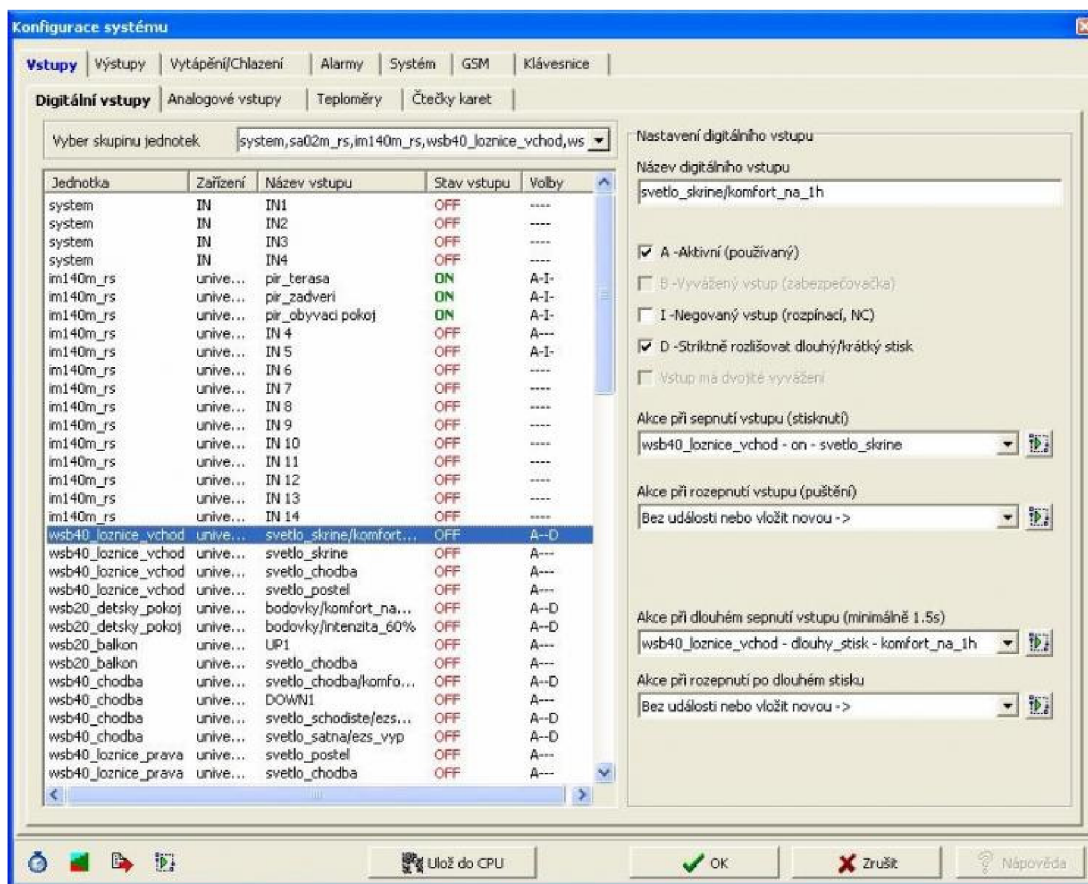 Konfigurace systému
Vstupy Výstupy Vytápění/Chlazení Alarmy Systém GSM Klávesnice
Digitální vstupy Analogové vstupy Teploměry Čtečky karet
Vyber skupinu jednotek system,sa02m_rs,im140m_rs,wsb40_loznice_vchod,ws
Jednotka Zařízení Název vstupu Stav vstupu Volby
system IN IN1 OFF ----
system IN IN2 OFF ----
system IN IN3 OFF ----
system IN IN4 OFF ----
im140m_rs unive... pir_terasa ON A-I-
im140m_rs unive... pir_zadveri ON A-I-
im140m_rs unive... pir_obyvaci pokoj ON A-I-
im140m_rs unive... IN 4 OFF A---
im140m_rs unive... IN 5 OFF A-I-
im140m_rs unive... IN 6 OFF ----
im140m_rs unive... IN 7 OFF ----
im140m_rs unive... IN 8 OFF ----
im140m_rs unive... IN 9 OFF ----
im140m_rs unive... IN 10 OFF ----
im140m_rs unive... IN 11 OFF ----
im140m_rs unive... IN 12 OFF ----
im140m_rs unive... IN 13 OFF ----
im140m_rs unive... IN 14 OFF ----
wsb40_loznice_vchod unive... svetlo_skrine/komfort... OFF A--D
wsb40_loznice_vchod unive... svetlo_skrine OFF A---
wsb40_loznice_vchod unive... svetlo_chodba OFF A---
wsb40_loznice_vchod unive... svetlo_postel OFF A---
wsb20_detsky_pokoj unive... bodovky/komfort_na... OFF A--D
wsb20_detsky_pokoj unive... bodovky/intenzita_60% OFF A--D
wsb20_balkon unive... UP1 OFF A---
wsb20_balkon unive... svetlo_chodba OFF A---
wsb40_chodba unive... svetlo_chodba/komfo... OFF A--D
wsb40_chodba unive... DOWN1 OFF A---
wsb40_chodba unive... svetlo_schodiste/ezs... OFF A--D
wsb40_chodba unive... svetlo_satna/ezs_vyp OFF A--D
wsb40_loznice_prava unive... svetlo_postel OFF A---
wsb40_loznice_prava unive... svetlo_chodba OFF A---
Nastavení digitálního vstupu
Název digitálního vstupu
svetlo_skrine/komfort_na_1h
A -Aktivní (používaný)
B -Vyvážený vstup (zabezpečovačka)
I -Negovaný vstup (rozpínací, NC)
D -Striktně rozlišovat dlouhý/krátký stisk
Vstup má dvojité vyvážení
Akce při sepnutí vstupu (stisknutí)
wsb40_loznice_vchod - on - svetlo_skrine
Akce při rozepnutí vstupu (puštění)
Bez události nebo vložit novou ->
Akce při dlouhém sepnutí vstupu (minimálně 1.5s)
wsb40_loznice_vchod - dlouhy_stisk - komfort_na_1h
Akce při rozepnutí po dlouhém stisku
Bez události nebo vložit novou ->
Ulož do CPU OK Zrušit Nápověda